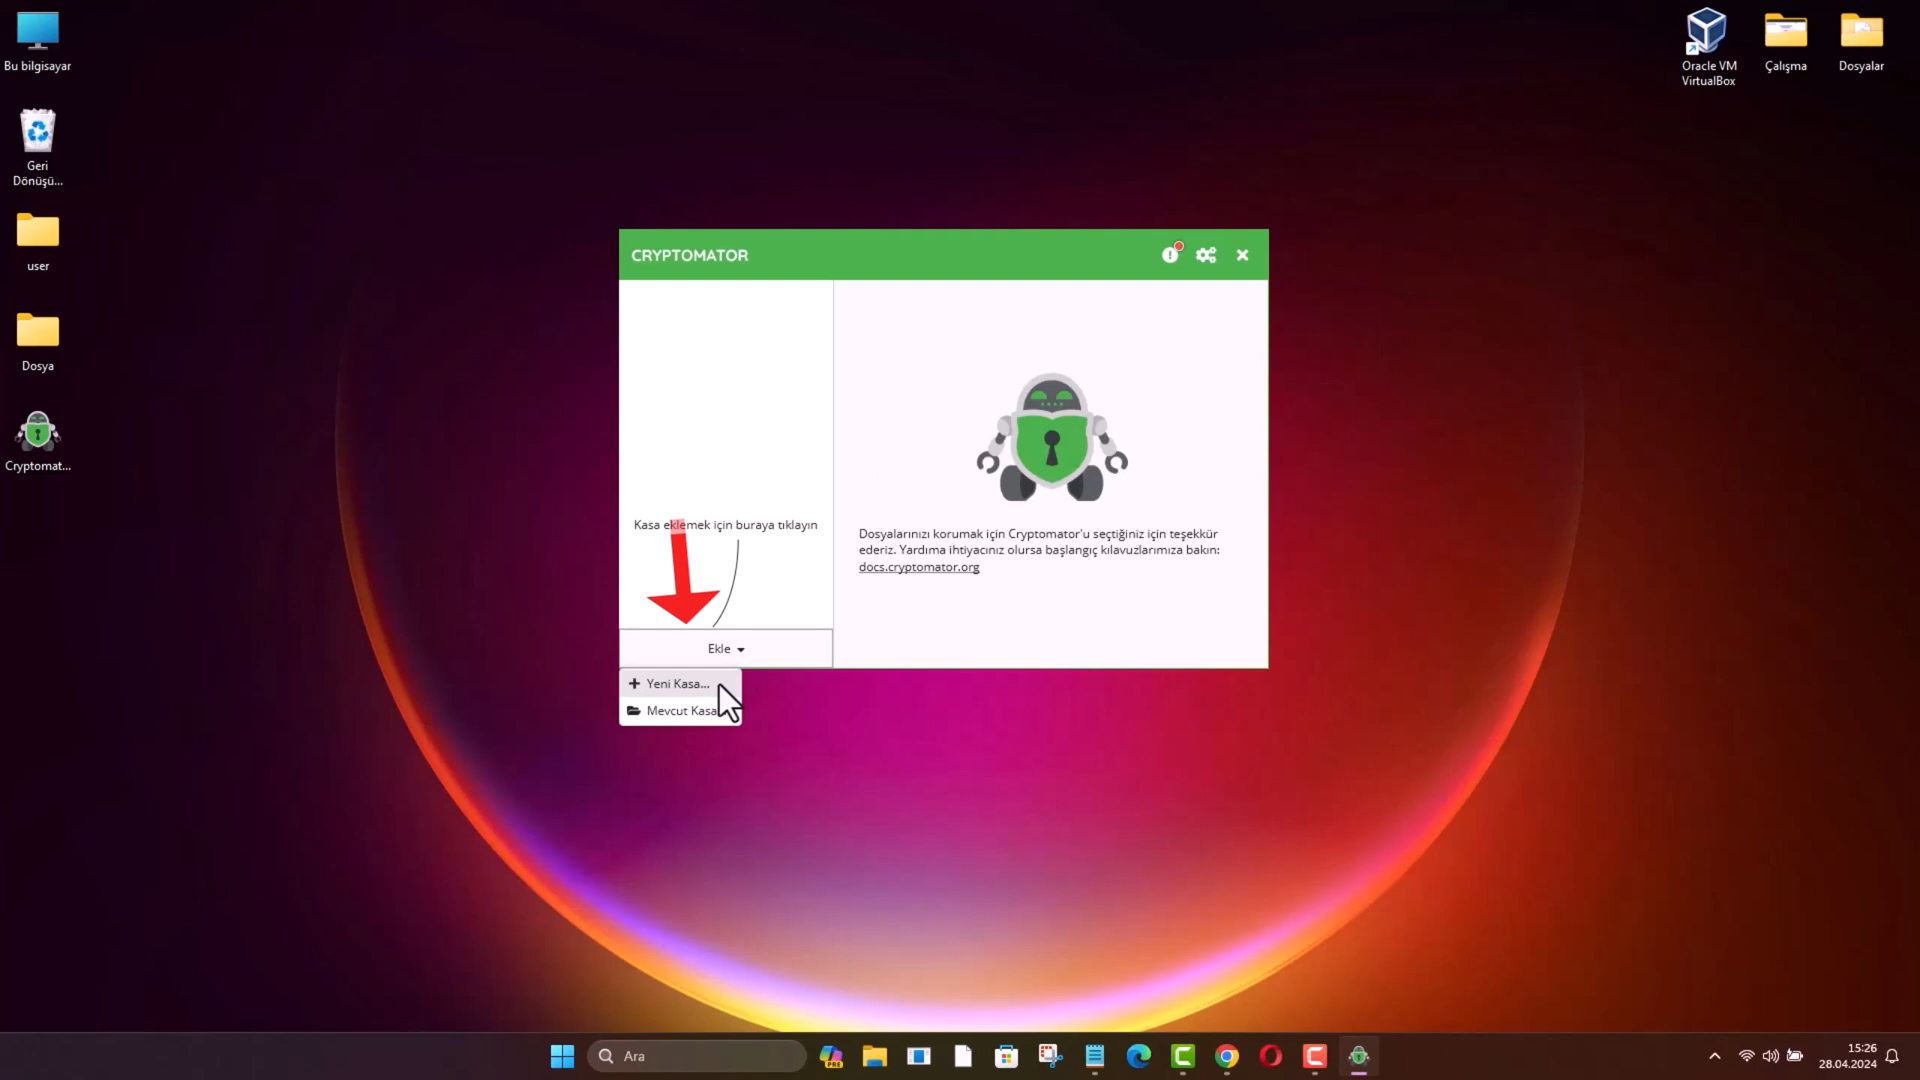 Bu bilgisayar
Geri
Dönüşü...
user
Dosya
Cryptomat...
Oracle VM
VirtualBox
Çalışma
Dosyalar
CRYPTOMATOR
Kasa eklemek için buraya tıklayın
Ekle
Yeni Kasa...
Mevcut Kasa
Dosyalarınızı korumak için Cryptomator'u seçtiğiniz için teşekkür
ederiz. Yardıma ihtiyacınız olursa başlangıç kılavuzlarımıza bakın:
docs.cryptomator.org
Ara
PRE
15:26
28.04.2024